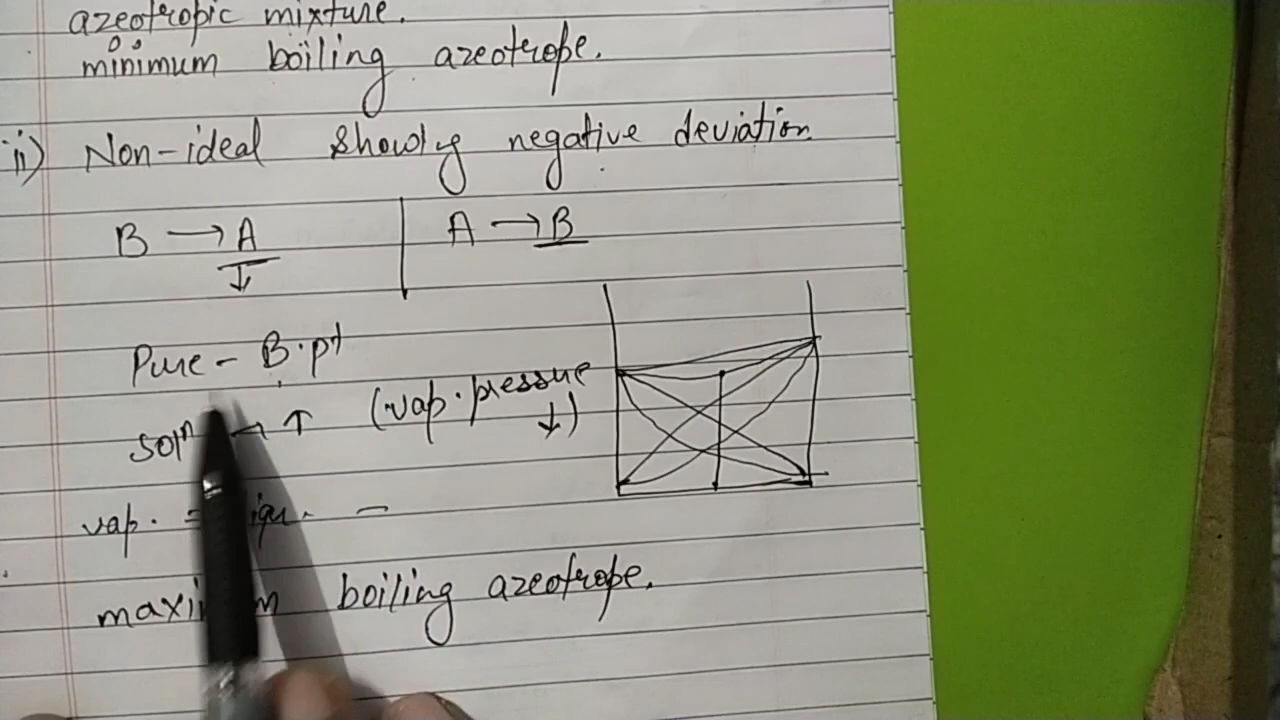 azeotropic mixture.
minimum boiling azeotrope.
ii) Non-ideal showing negative deviation
B → A | A → B
↓
Pure - B.pt
soln ↑ (vap. pressure ↓)
vap. = –
boiling azeotrope.